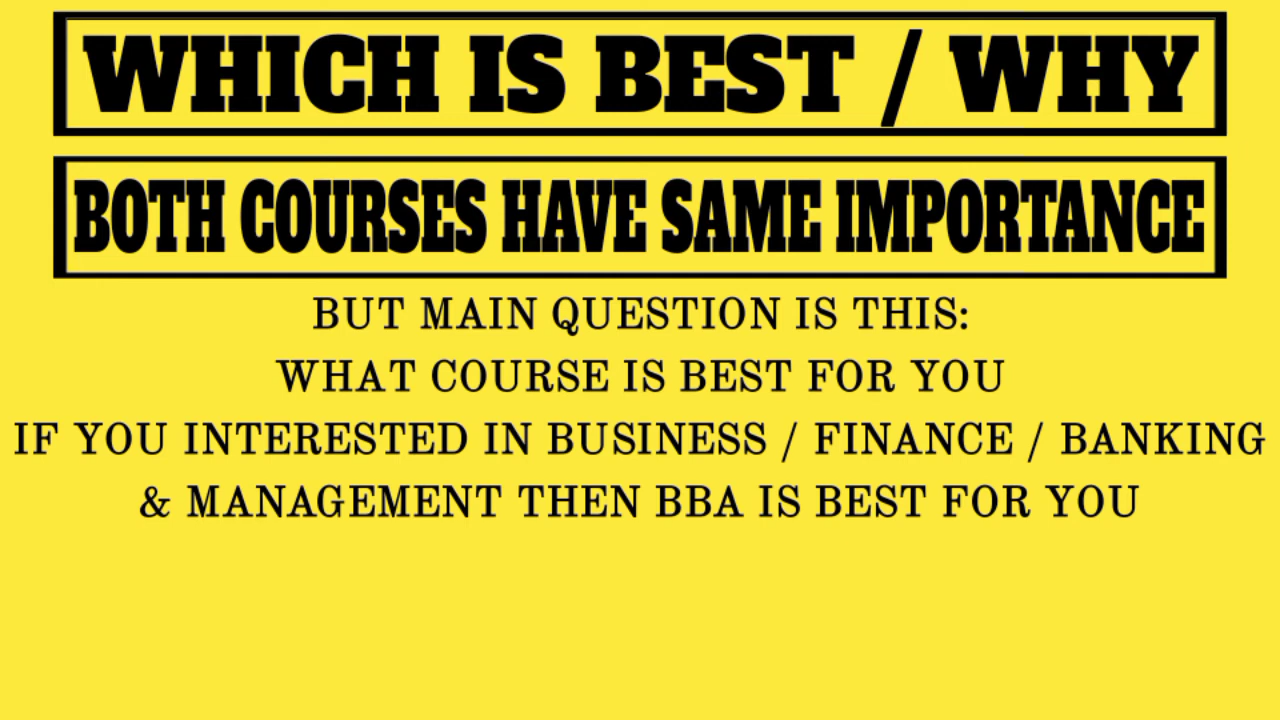 WHICH IS BEST / WHY
BOTH COURSES HAVE SAME IMPORTANCE
BUT MAIN QUESTION IS THIS:
WHAT COURSE IS BEST FOR YOU
IF YOU INTERESTED IN BUSINESS / FINANCE / BANKING
& MANAGEMENT THEN BBA IS BEST FOR YOU